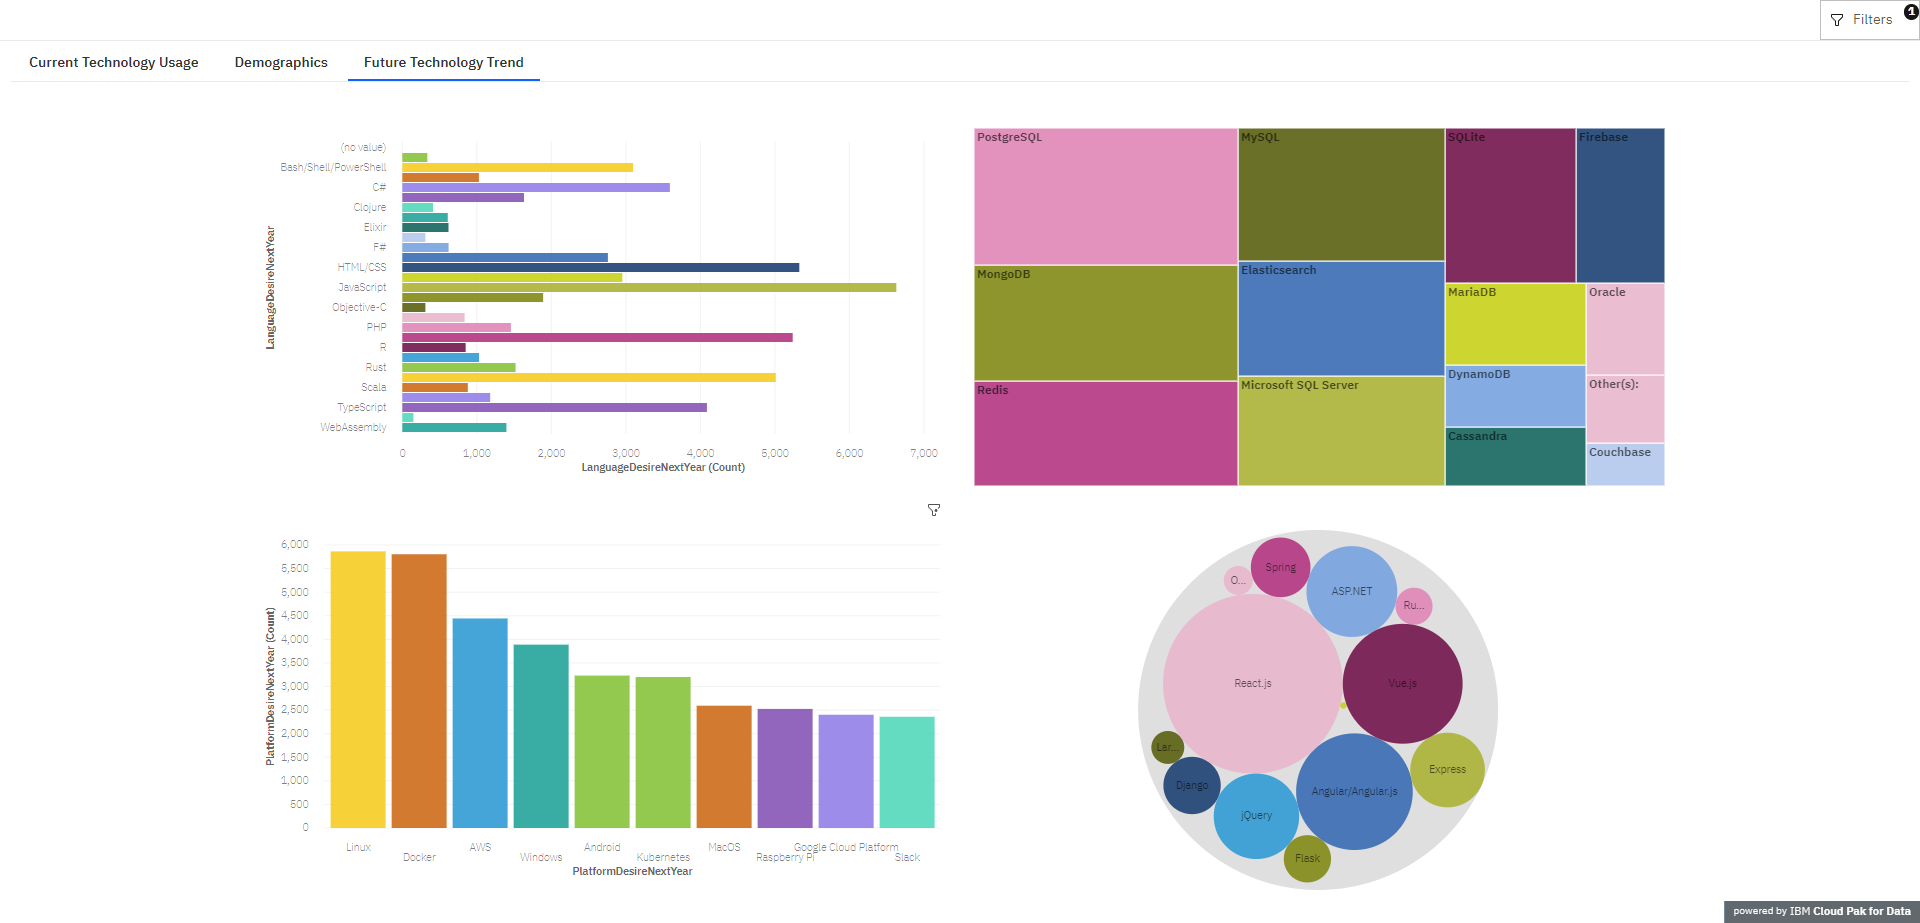 Filters
1
Current Technology Usage
Demographics
Future Technology Trend
LanguageDesireNextYear
(no value)
Bash/Shell/PowerShell
C#
Clojure
Elixir
F#
HTML/CSS
JavaScript
Objective-C
PHP
R
Rust
Scala
TypeScript
WebAssembly
0 1,000 2,000 3,000 4,000 5,000 6,000 7,000
LanguageDesireNextYear (Count)
PostgreSQL
MySQL
SQLite
Firebase
MongoDB
Elasticsearch
MariaDB
Oracle
Redis
Microsoft SQL Server
DynamoDB
Other(s):
Cassandra
Couchbase
PlatformDesireNextYear (Count)
6,000
5,500
5,000
4,500
4,000
3,500
3,000
2,500
2,000
1,500
1,000
500
0
Linux
Docker
AWS
Windows
Android
Kubernetes
MacOS
Raspberry Pi
Google Cloud Platform
Slack
PlatformDesireNextYear
Spring
O...
ASP.NET
Ru...
React.js
Vue.js
Lar...
Django
jQuery
Angular/Angular.js
Express
Flask
powered by IBM Cloud Pak for Data